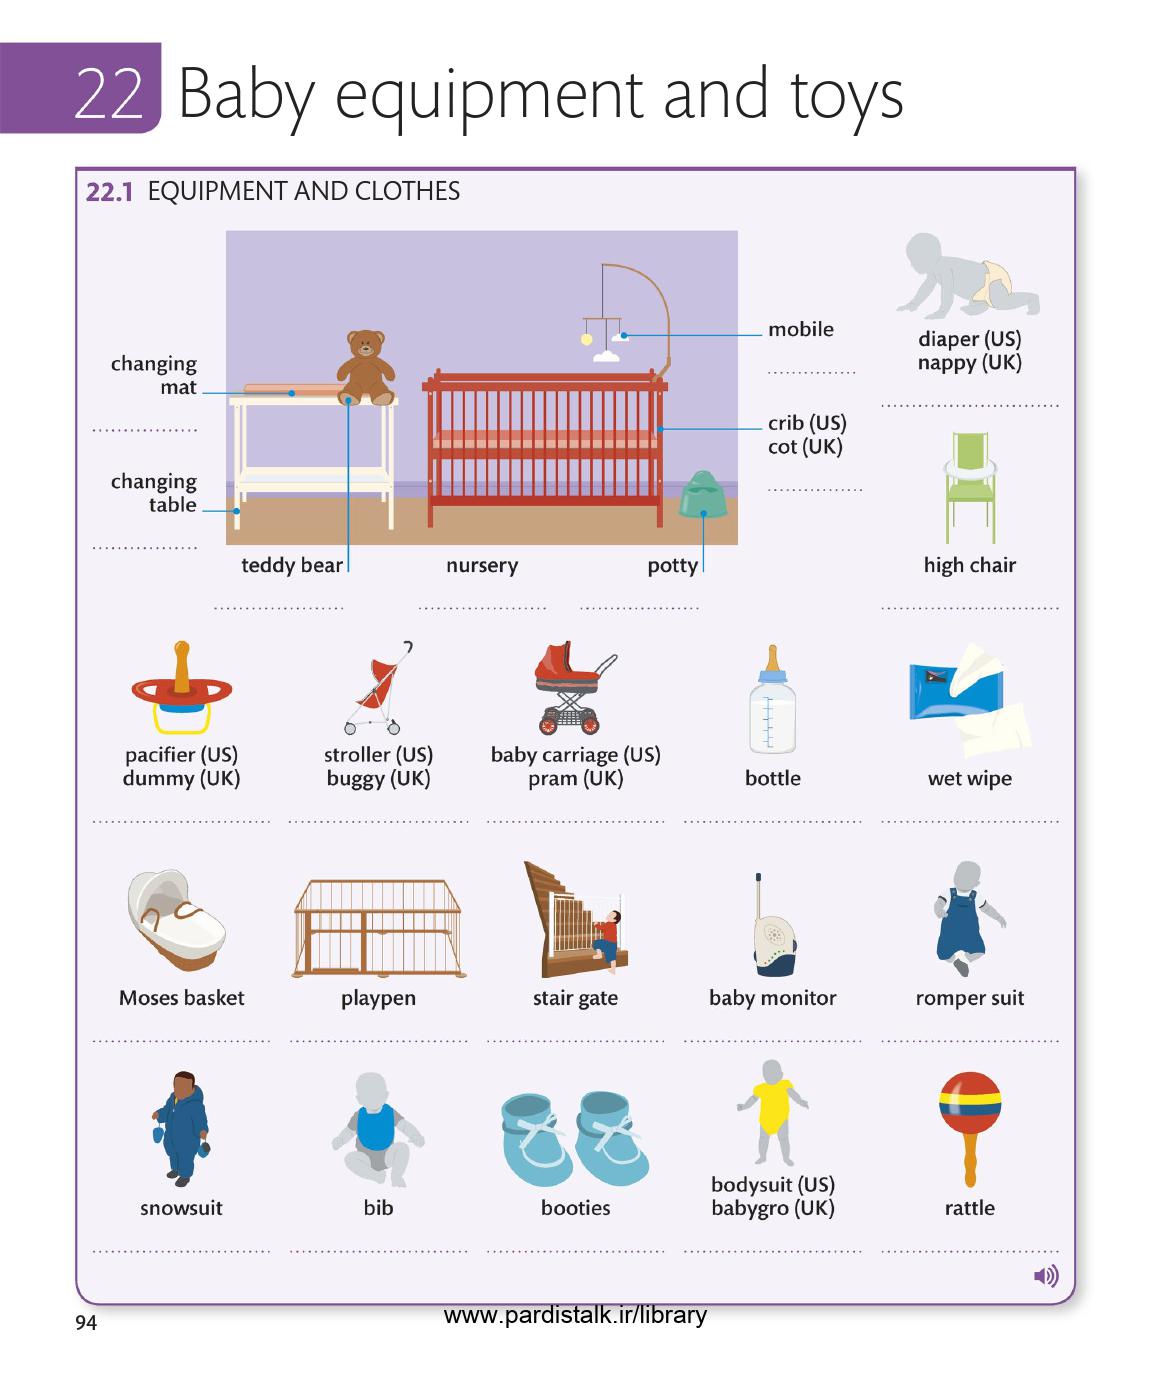 22 Baby equipment and toys
22.1 EQUIPMENT AND CLOTHES
changing
mat
changing
table
teddy bear
nursery
potty
mobile
crib (US)
cot (UK)
diaper (US)
nappy (UK)
high chair
pacifier (US)
dummy (UK)
stroller (US)
buggy (UK)
baby carriage (US)
pram (UK)
bottle
wet wipe
Moses basket
playpen
stair gate
baby monitor
romper suit
snowsuit
bib
booties
bodysuit (US)
babygro (UK)
rattle
94
www.pardistalk.ir/library